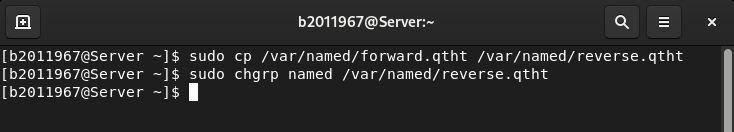 b2011967@Server:~
[b2011967@Server ~]$ sudo cp /var/named/forward.qtht /var/named/reverse.qtht
[b2011967@Server ~]$ sudo chgrp named /var/named/reverse.qtht
[b2011967@Server ~]$